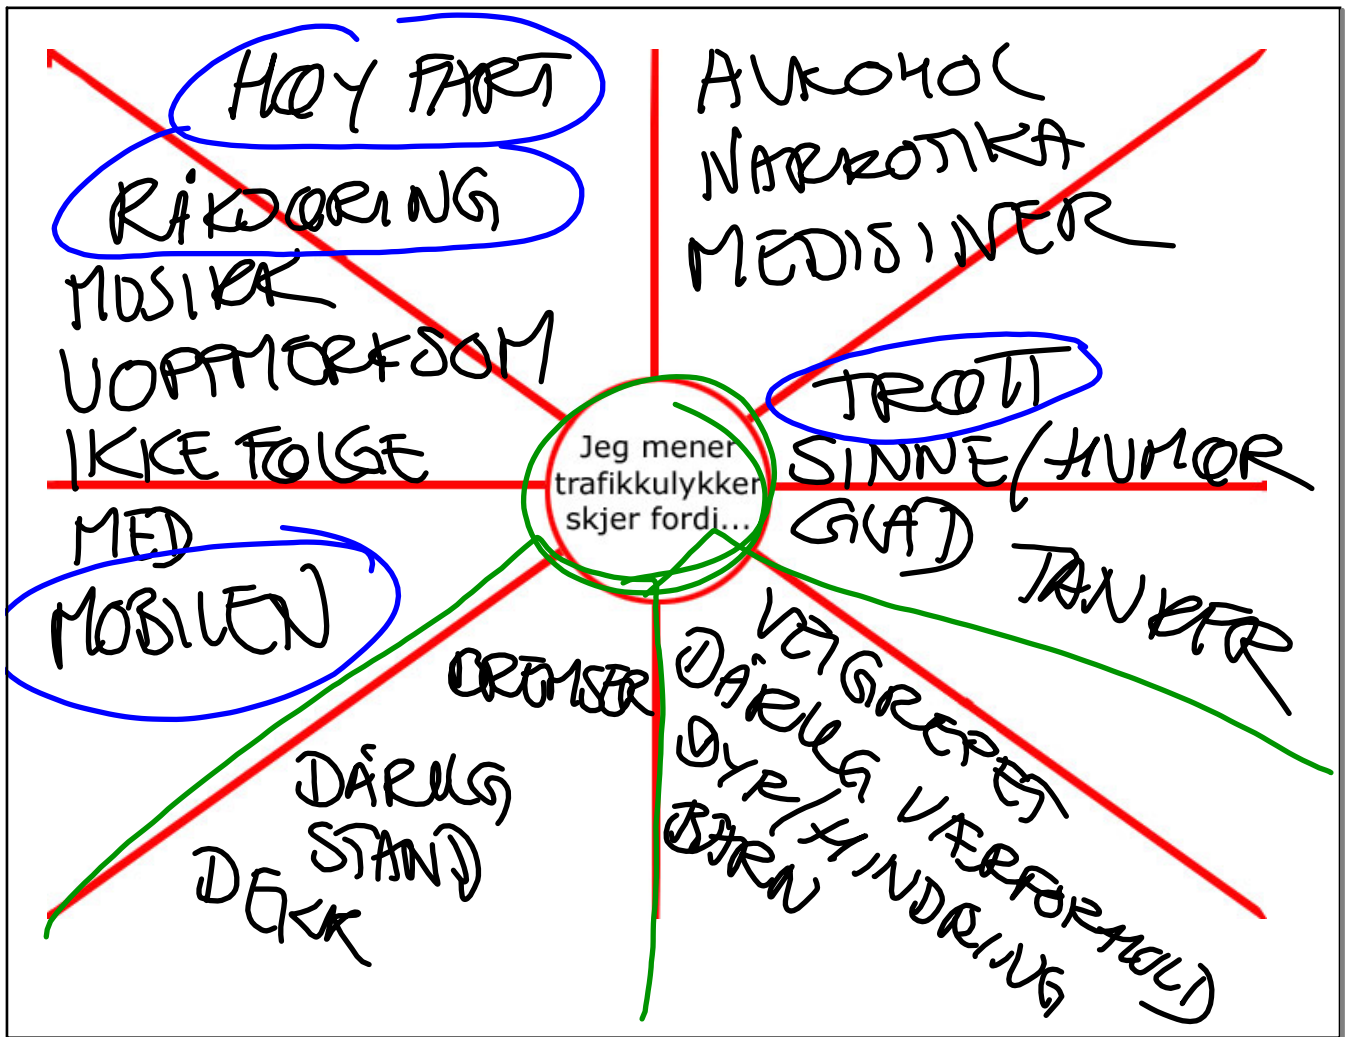 HØY FART
RÅKJØRING
MUSIKK
UOPPMERKSOM
IKKE FØLGE
MED
MOBILEN
ALKOHOL
NARKOTIKA
MEDISINER
TRØTT
SINNE/HUMØR
GLAD
TANKER
Jeg mener
trafikkulykker
skjer fordi...
BREMSER
DÅRLIG
STAND
DEKK
VEIGREPET
DÅRLIG VÆRFORHOLD
DYR/HINDRING
BARN